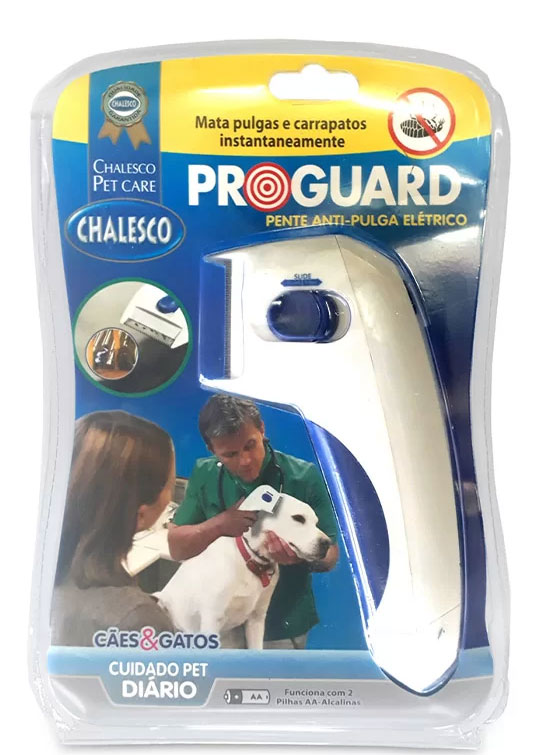 CHALESCO
Mata pulgas e carrapatos
instantaneamente
CHALESCO
PET CARE
CHALESCO
PROGUARD
PENTE ANTI-PULGA ELÉTRICO
SLIDE
CÃES&GATOS
CUIDADO PET
DIÁRIO
AA
Funciona com 2
Pilhas AA-Alcalinas